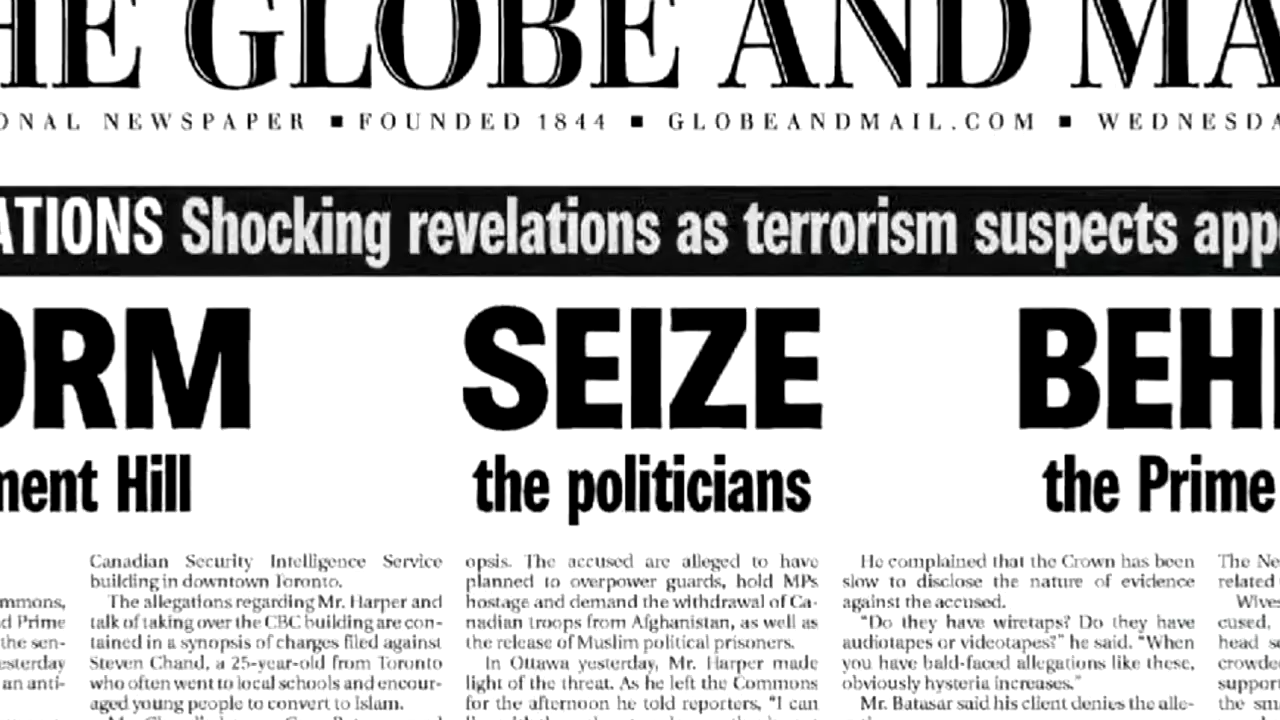 HE GLOBE AND MA
ONAL NEWSPAPER ■ FOUNDED 1844 ■ GLOBEANDMAIL.COM ■ WEDNESDA
ATIONS Shocking revelations as terrorism suspects app
ORM
ment Hill
SEIZE
the politicians
BEHE
the Prime
mmons,
d Prime
the sen-
esterday
an anti-
Canadian Security Intelligence Service
building in downtown Toronto.
The allegations regarding Mr. Harper and
talk of taking over the CBC building are con-
tained in a synopsis of charges filed against
Steven Chand, a 25-year-old from Toronto
who often went to local schools and encour-
aged young people to convert to Islam.
opsis. The accused are alleged to have
planned to overpower guards, hold MPs
hostage and demand the withdrawal of Ca-
nadian troops from Afghanistan, as well as
the release of Muslim political prisoners.
In Ottawa yesterday, Mr. Harper made
light of the threat. As he left the Commons
for the afternoon he told reporters, "I can
He complained that the Crown has been
slow to disclose the nature of evidence
against the accused.
"Do they have wiretaps? Do they have
audiotapes or videotapes?" he said. "When
you have bald-faced allegations like these,
obviously hysteria increases."
Mr. Batasar said his client denies the alle-
The Ne
related
Wives
cused,
head s
crowde
support
the sm